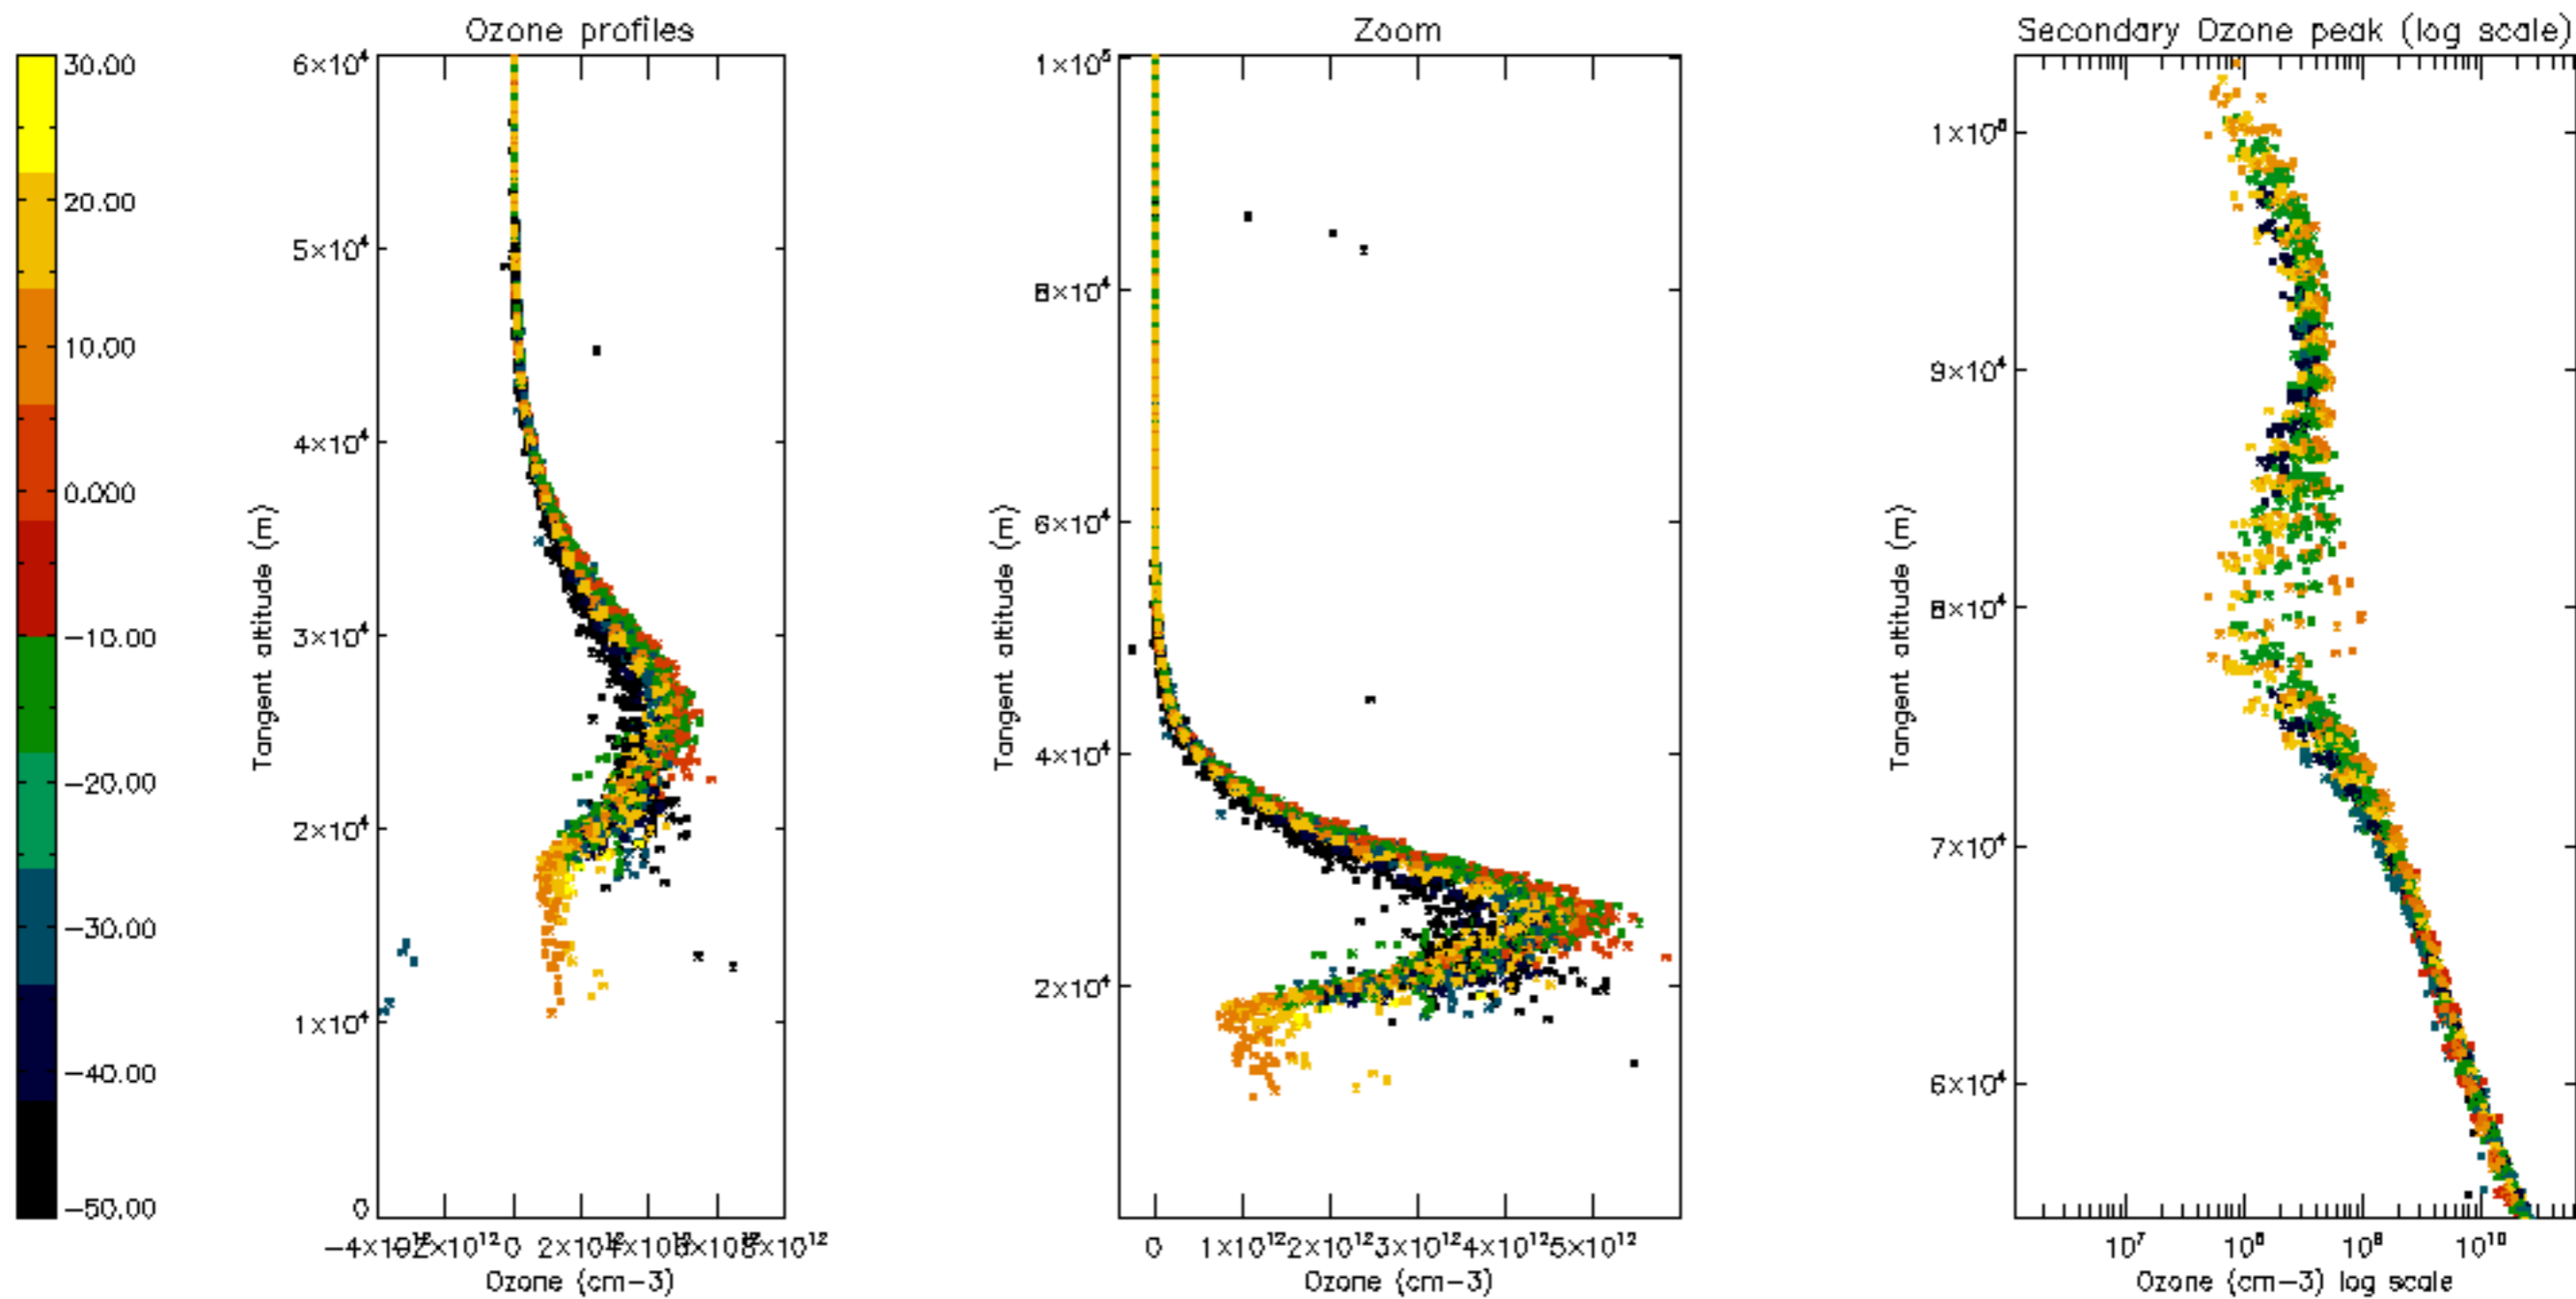 Ozone profiles
Zoom
Secondary Ozone peak (log scale)
30.00
20.00
10.00
0.000
−10.00
−20.00
−30.00
−40.00
−50.00
6×10⁴
5×10⁴
4×10⁴
3×10⁴
2×10⁴
1×10⁴
0
Tangent altitude (m)
0
Ozone (cm−3)
1×10⁵
8×10⁴
6×10⁴
4×10⁴
2×10⁴
Tangent altitude (m)
0 1×10¹² 2×10¹² 3×10¹² 4×10¹² 5×10¹²
Ozone (cm−3)
9×10⁴
8×10⁴
7×10⁴
6×10⁴
Tangent altitude (m)
10⁷ 10⁸ 10⁹ 10¹⁰
Ozone (cm−3) log scale